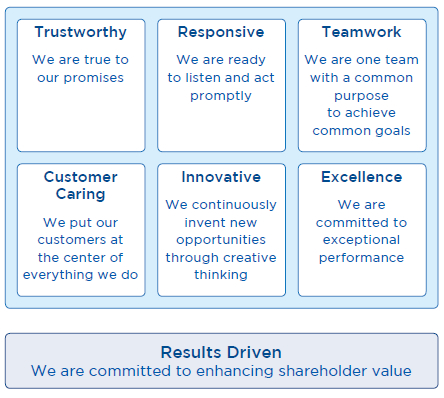 Trustworthy
We are true to
our promises
Responsive
We are ready
to listen and act
promptly
Teamwork
We are one team
with a common
purpose
to achieve
common goals
Customer
Caring
We put our
customers at
the center of
everything we do
Innovative
We continuously
invent new
opportunities
through creative
thinking
Excellence
We are
committed to
exceptional
performance
Results Driven
We are committed to enhancing shareholder value